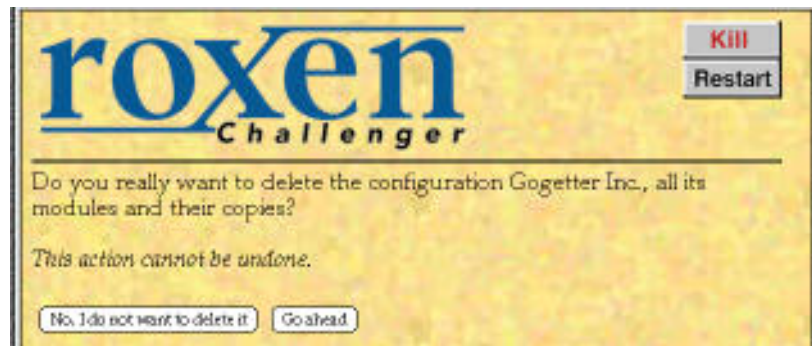 roxen
Challenger
Kill
Restart
Do you really want to delete the configuration Gogetter Inc., all its
modules and their copies?
This action cannot be undone.
No, I do not want to delete it Go ahead